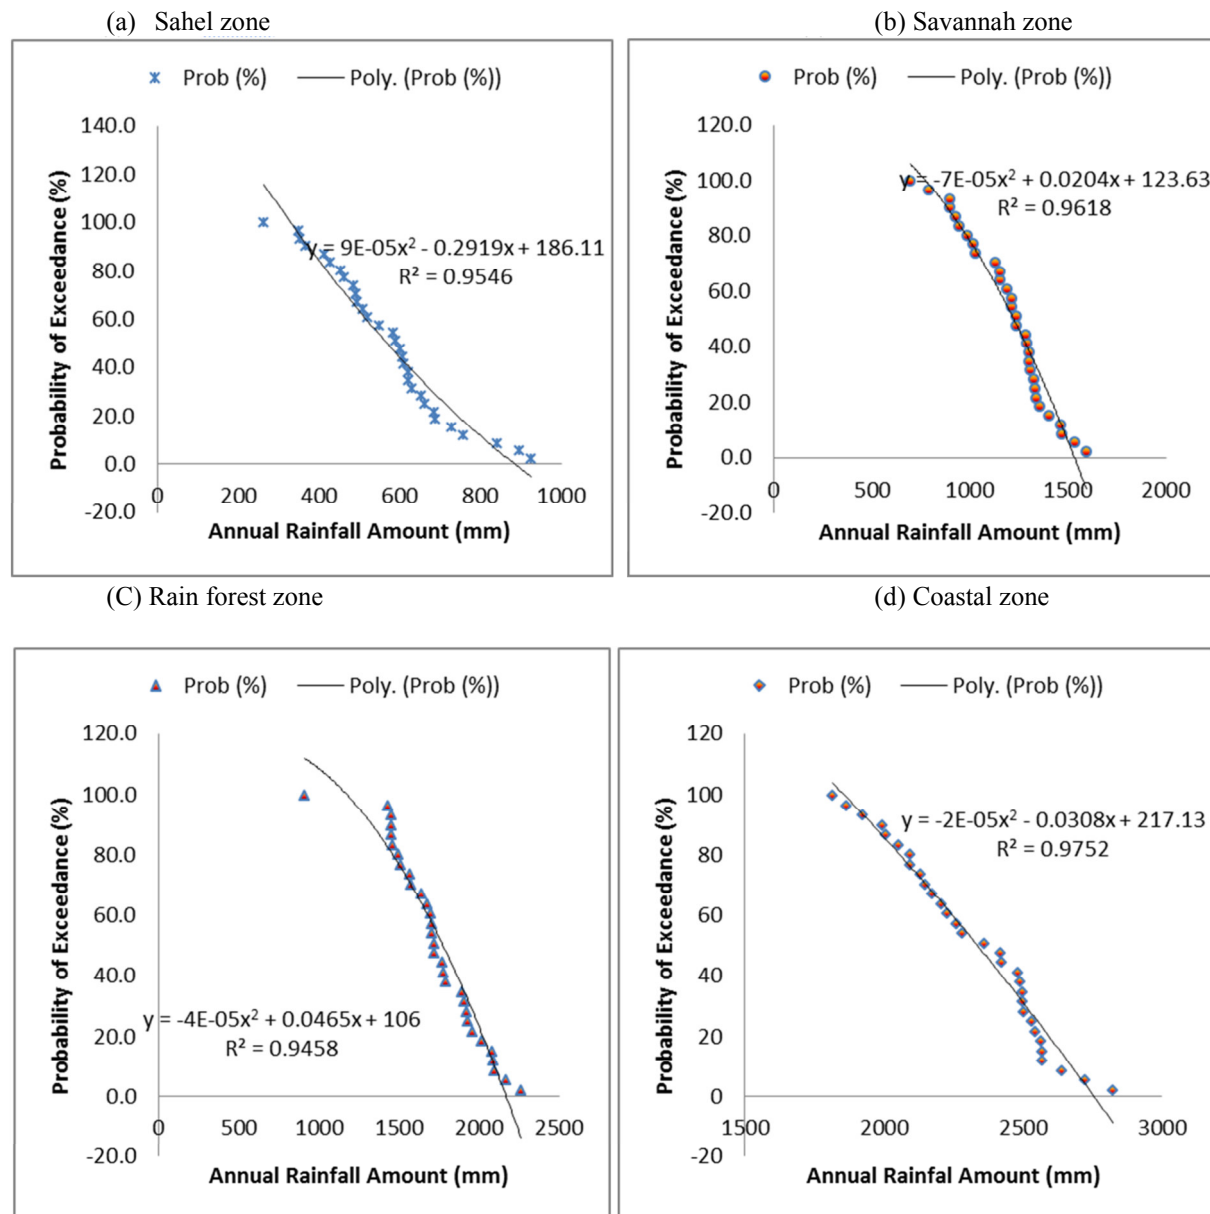 (a) Sahel zone
Prob (%) Poly. (Prob (%))
140.0
120.0
100.0
80.0
60.0
40.0
20.0
0.0
-20.0
Probability of Exceedance (%)
y = 9E-05x² - 0.2919x + 186.11
R² = 0.9546
0 200 400 600 800 1000
Annual Rainfall Amount (mm)
(b) Savannah zone
Prob (%) Poly. (Prob (%))
120.0
100.0
80.0
60.0
40.0
20.0
0.0
-20.0
Probability of Exceedance (%)
y = -7E-05x² + 0.0204x + 123.63
R² = 0.9618
0 500 1000 1500 2000
Annual Rainfall Amount (mm)
(C) Rain forest zone
Prob (%) Poly. (Prob (%))
120.0
100.0
80.0
60.0
40.0
20.0
0.0
-20.0
Probability of Exceedance (%)
y = -4E-05x² + 0.0465x + 106
R² = 0.9458
0 500 1000 1500 2000 2500
Annual Rainfall Amount (mm)
(d) Coastal zone
Prob (%) Poly. (Prob (%))
120
100
80
60
40
20
0
-20
Probability of Exceedance (%)
y = -2E-05x² - 0.0308x + 217.13
R² = 0.9752
1500 2000 2500 3000
Annual Rainfal Amount (mm)